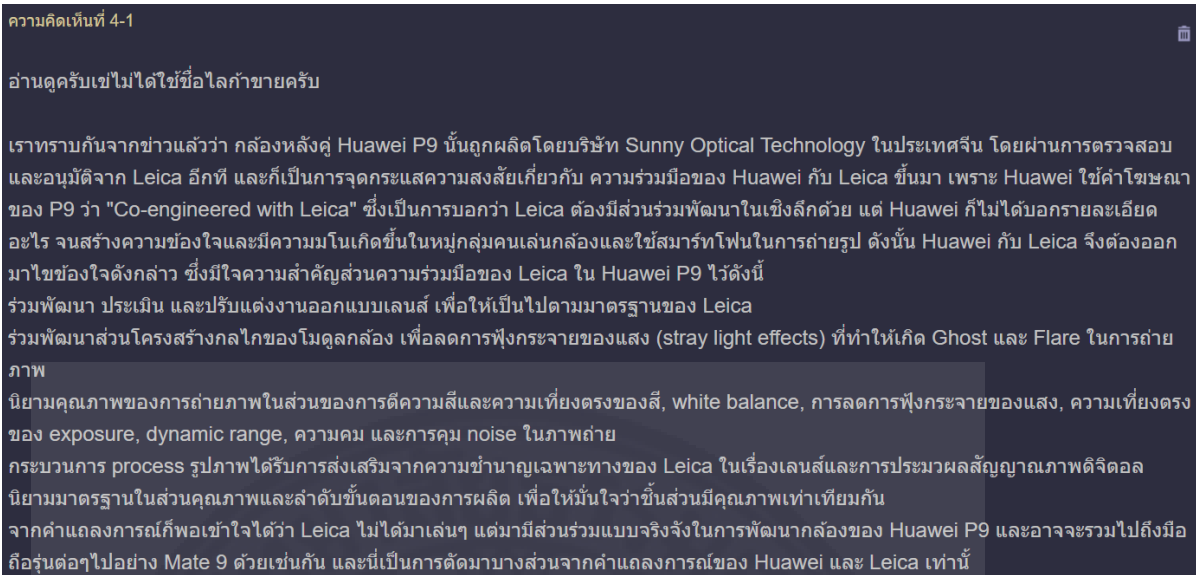 ความคิดเห็นที่ 4-1
อ่านดูครับเข่ไม่ได้ใช้ชื่อไลก้าขายครับ
เราทราบกันจากข่าวแล้วว่า กล้องหลังคู่ Huawei P9 นั้นถูกผลิตโดยบริษัท Sunny Optical Technology ในประเทศจีน โดยผ่านการตรวจสอบ
และอนุมัติจาก Leica อีกที และก็เป็นการจุดกระแสความสงสัยเกี่ยวกับ ความร่วมมือของ Huawei กับ Leica ขึ้นมา เพราะ Huawei ใช้คำโฆษณา
ของ P9 ว่า "Co-engineered with Leica" ซึ่งเป็นการบอกว่า Leica ต้องมีส่วนร่วมพัฒนาในเชิงลึกด้วย แต่ Huawei ก็ไม่ได้บอกรายละเอียด
อะไร จนสร้างความข้องใจและมีความมโนเกิดขึ้นในหมู่กลุ่มคนเล่นกล้องและใช้สมาร์ทโฟนในการถ่ายรูป ดังนั้น Huawei กับ Leica จึงต้องออก
มาไขข้องใจดังกล่าว ซึ่งมีใจความสำคัญส่วนความร่วมมือของ Leica ใน Huawei P9 ไว้ดังนี้
ร่วมพัฒนา ประเมิน และปรับแต่งงานออกแบบเลนส์ เพื่อให้เป็นไปตามมาตรฐานของ Leica
ร่วมพัฒนาส่วนโครงสร้างกลไกของโมดูลกล้อง เพื่อลดการฟุ้งกระจายของแสง (stray light effects) ที่ทำให้เกิด Ghost และ Flare ในการถ่าย
ภาพ
นิยามคุณภาพของการถ่ายภาพในส่วนของการตีความสีและความเที่ยงตรงของสี, white balance, การลดการฟุ้งกระจายของแสง, ความเที่ยงตรง
ของ exposure, dynamic range, ความคม และการคุม noise ในภาพถ่าย
กระบวนการ process รูปภาพได้รับการส่งเสริมจากความชำนาญเฉพาะทางของ Leica ในเรื่องเลนส์และการประมวผลสัญญาณภาพดิจิตอล
นิยามมาตรฐานในส่วนคุณภาพและลำดับขั้นตอนของการผลิต เพื่อให้มั่นใจว่าชิ้นส่วนมีคุณภาพเท่าเทียมกัน
จากคำแถลงการณ์ก็พอเข้าใจได้ว่า Leica ไม่ได้มาเล่นๆ แต่มามีส่วนร่วมแบบจริงจังในการพัฒนากล้องของ Huawei P9 และอาจจะรวมไปถึงมือ
ถือรุ่นต่อๆไปอย่าง Mate 9 ด้วยเช่นกัน และนี่เป็นการตัดมาบางส่วนจากคำแถลงการณ์ของ Huawei และ Leica เท่านั้